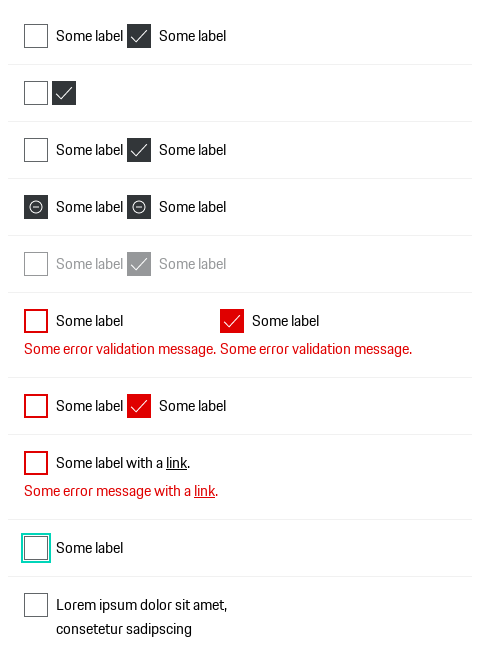 Some label Some label
Some label Some label
Some label Some label
Some label Some label
Some label Some label
Some error validation message. Some error validation message.
Some label Some label
Some label with a link.
Some error message with a link.
Some label
Lorem ipsum dolor sit amet,
consetetur sadipscing